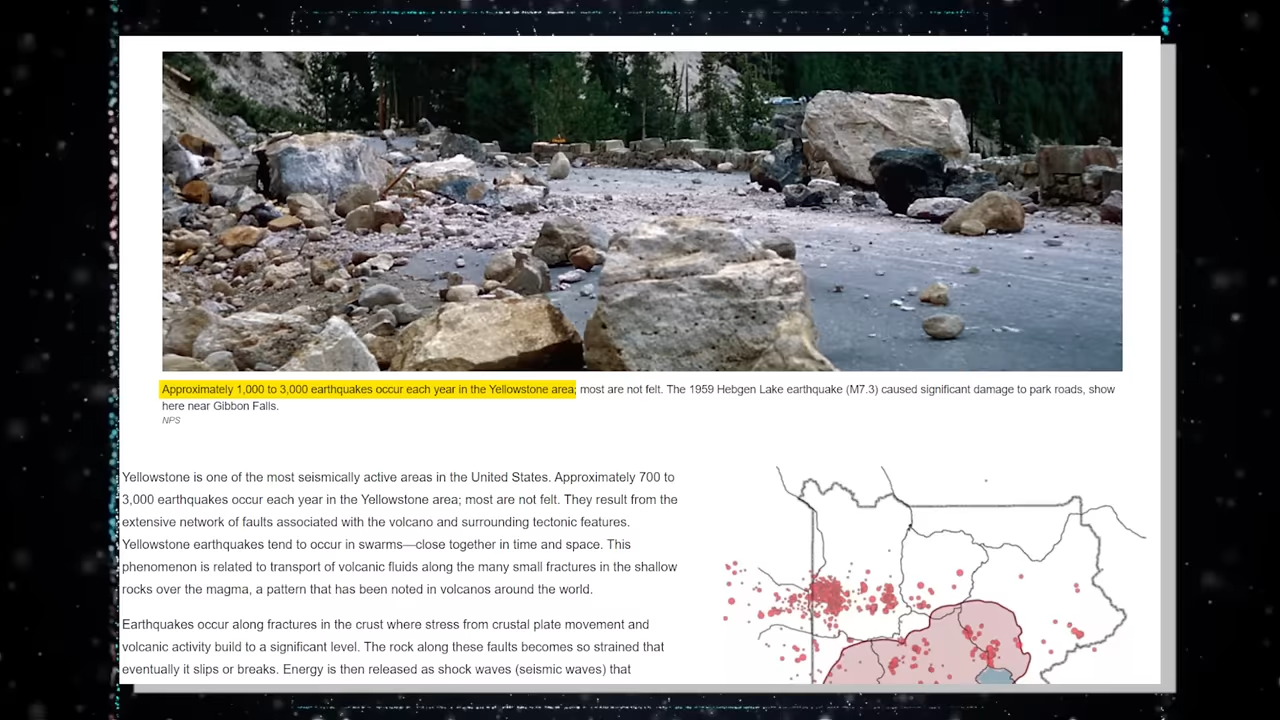 Approximately 1,000 to 3,000 earthquakes occur each year in the Yellowstone area; most are not felt. The 1959 Hebgen Lake earthquake (M7.3) caused significant damage to park roads, show
here near Gibbon Falls.
NPS
Yellowstone is one of the most seismically active areas in the United States. Approximately 700 to
3,000 earthquakes occur each year in the Yellowstone area; most are not felt. They result from the
extensive network of faults associated with the volcano and surrounding tectonic features.
Yellowstone earthquakes tend to occur in swarms—close together in time and space. This
phenomenon is related to transport of volcanic fluids along the many small fractures in the shallow
rocks over the magma, a pattern that has been noted in volcanos around the world.
Earthquakes occur along fractures in the crust where stress from crustal plate movement and
volcanic activity build to a significant level. The rock along these faults becomes so strained that
eventually it slips or breaks. Energy is then released as shock waves (seismic waves) that